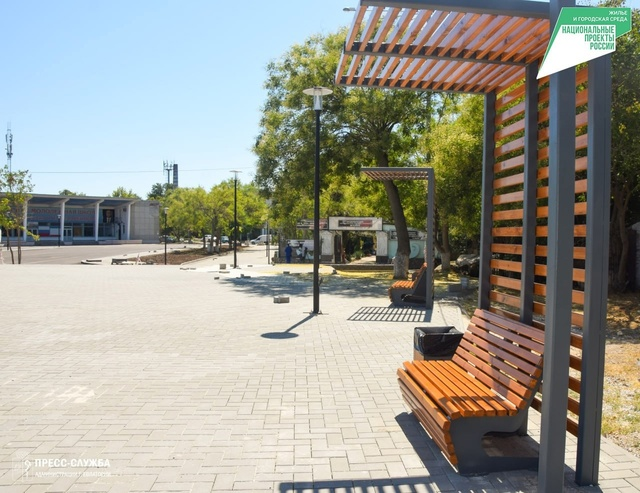 ЖИЛЬЕ
И ГОРОДСКАЯ СРЕДА
НАЦИОНАЛЬНЫЕ
ПРОЕКТЫ
РОССИИ
ПРЕСС-СЛУЖБА